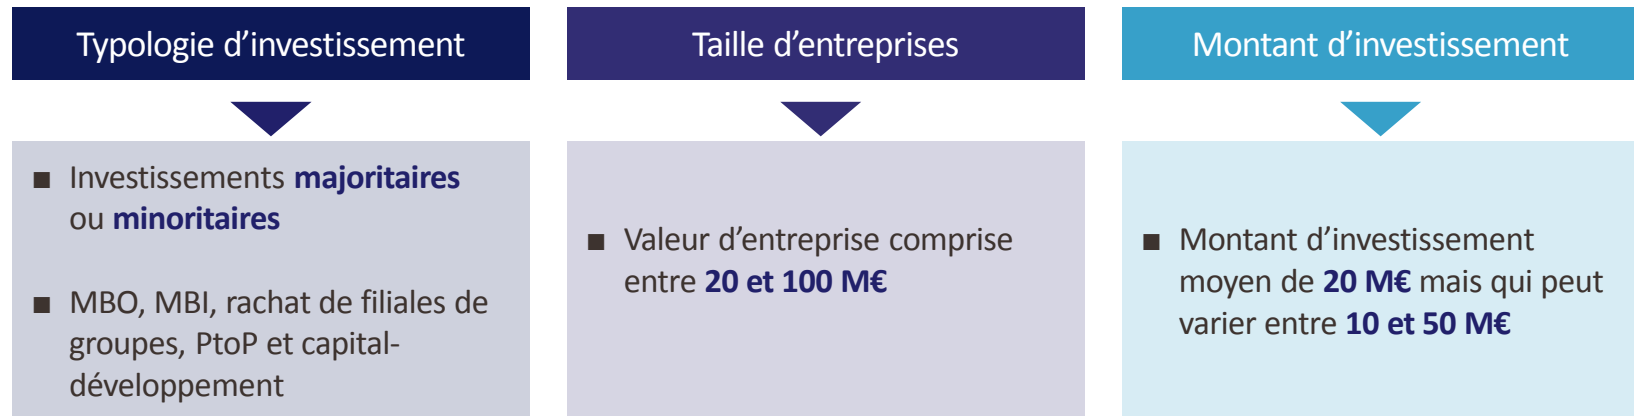 Typologie d’investissement
■ Investissements majoritaires
ou minoritaires
■ MBO, MBI, rachat de filiales de
groupes, PtoP et capital-
développement
Taille d’entreprises
■ Valeur d’entreprise comprise
entre 20 et 100 M€
Montant d’investissement
■ Montant d’investissement
moyen de 20 M€ mais qui peut
varier entre 10 et 50 M€